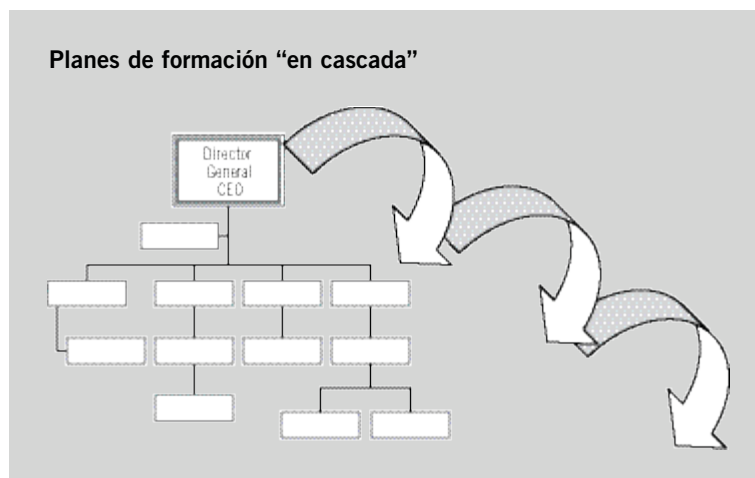 Planes de formación “en cascada”
Director
General
CEO